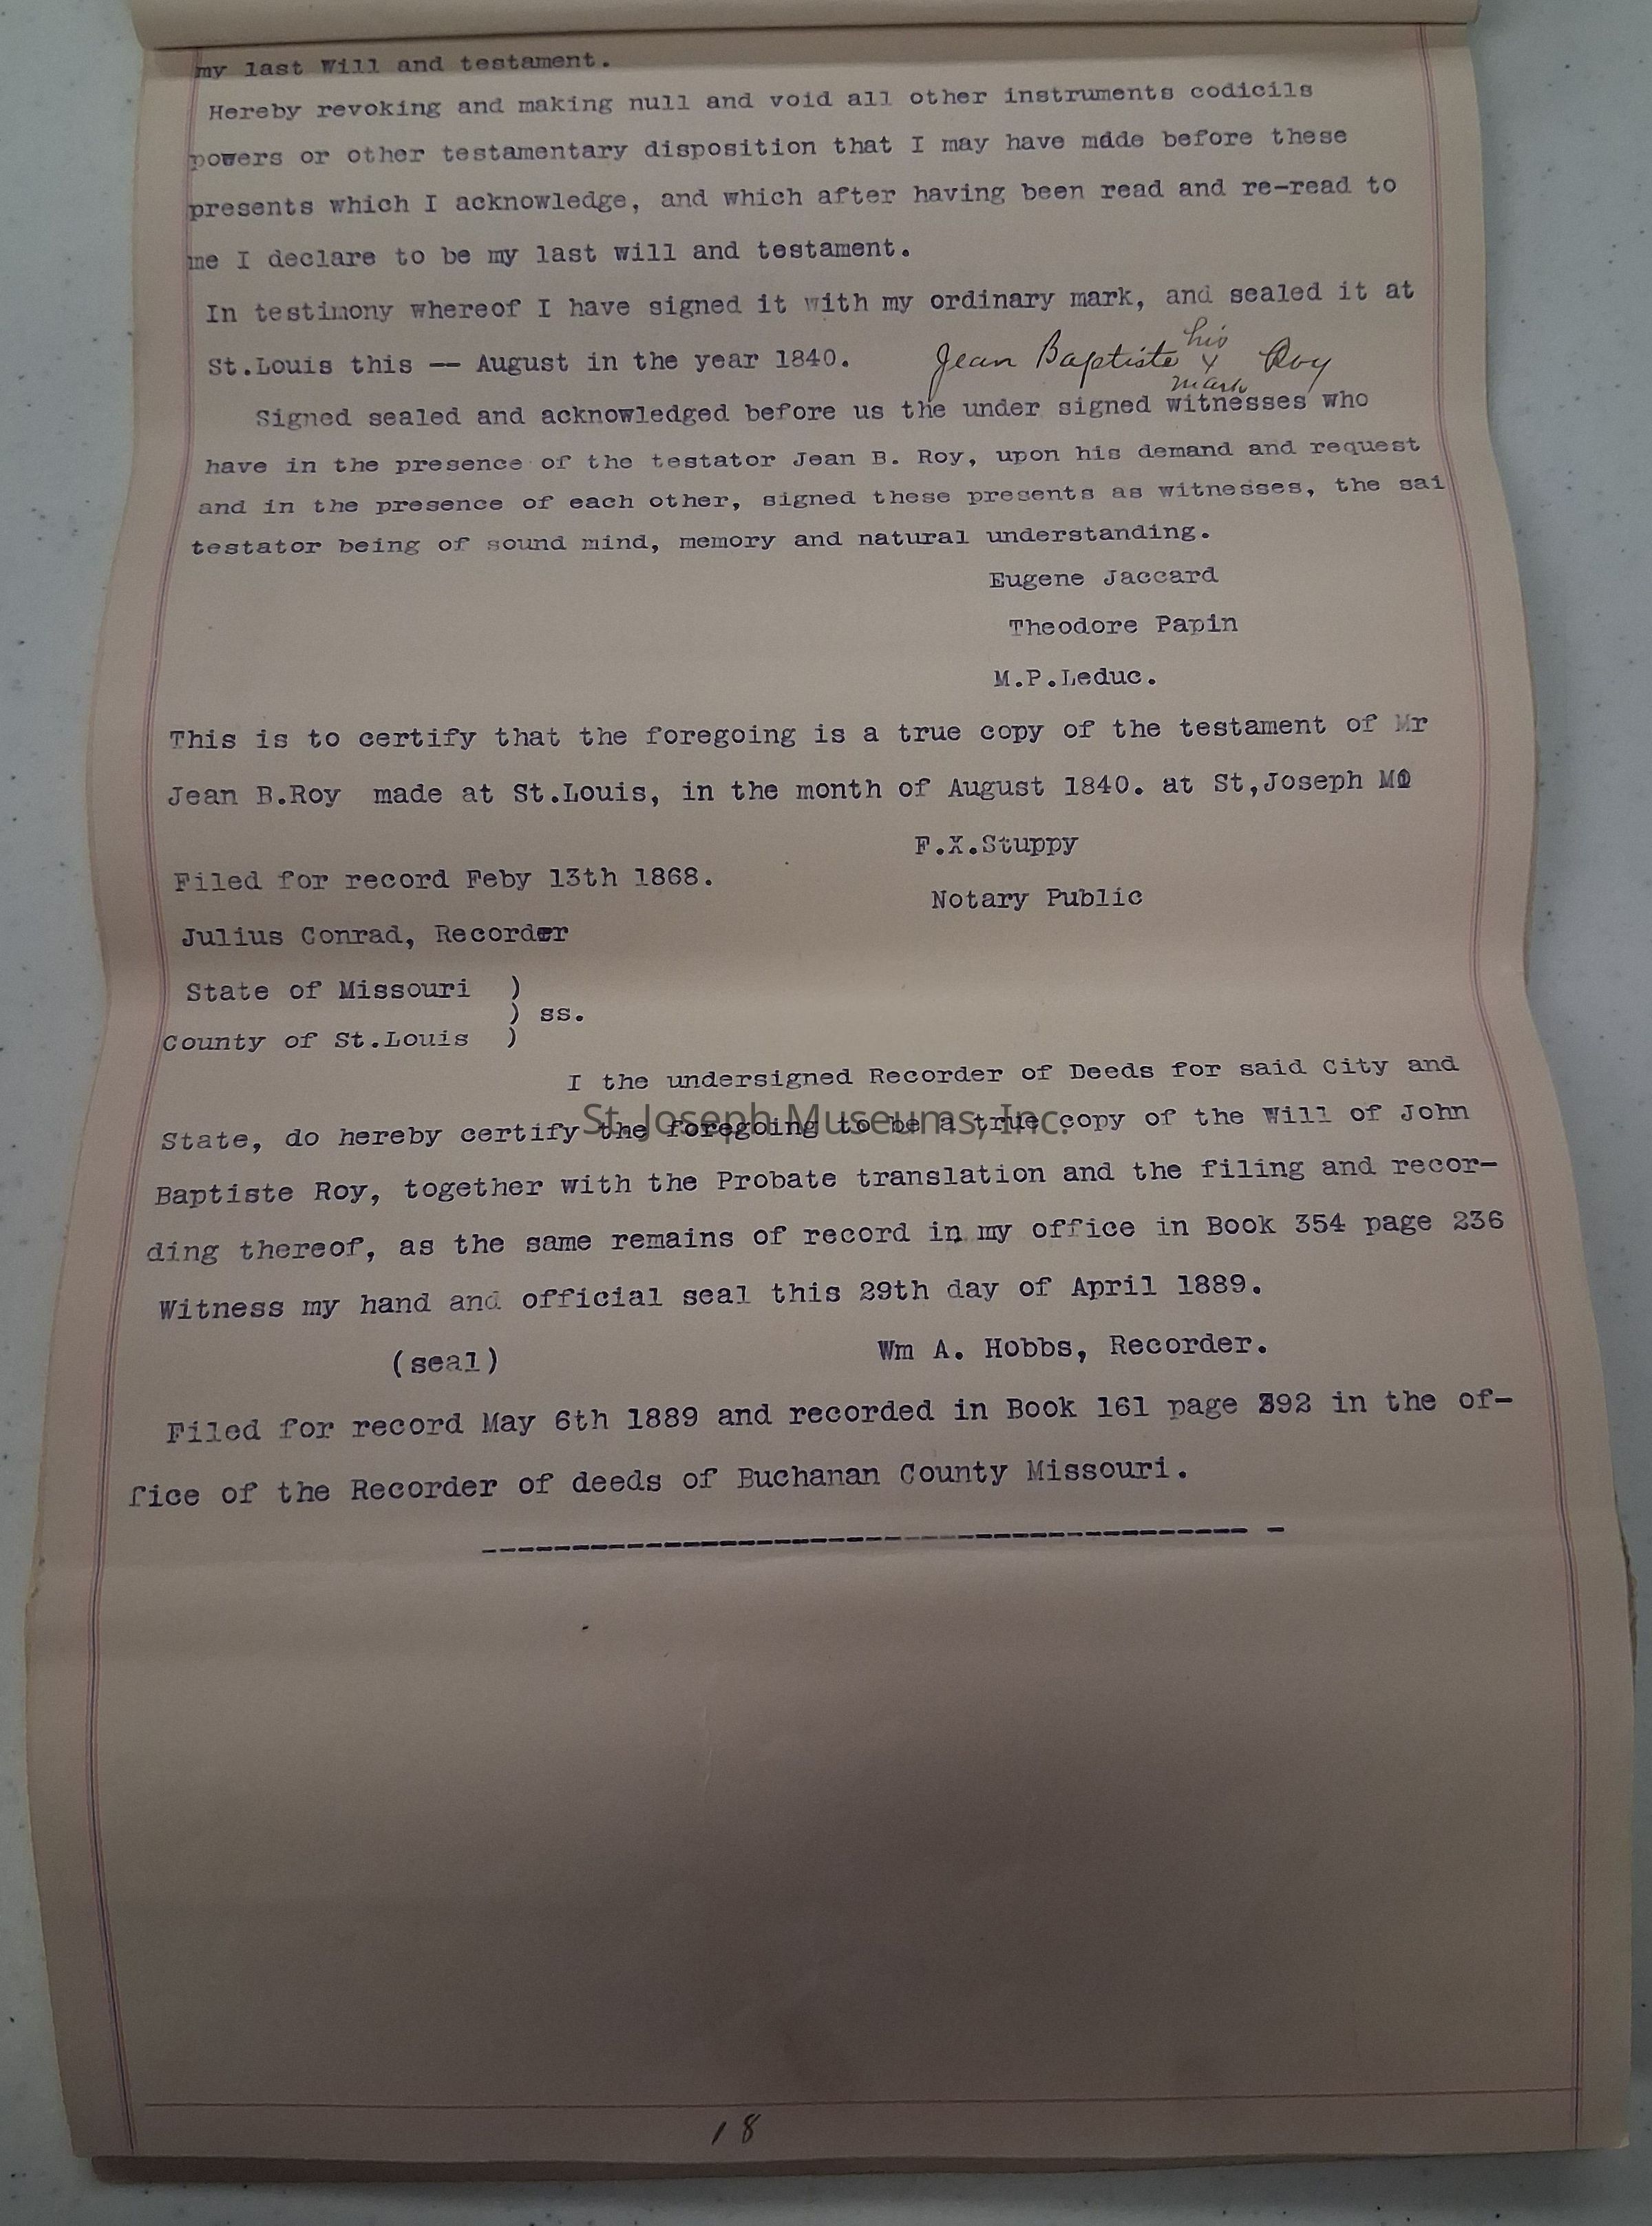 my last Will and testament.
Hereby revoking and making null and void all other instruments codicils
powers or other testamentary disposition that I may have made before these
presents which I acknowledge, and which after having been read and re-read to
me I declare to be my last will and testament.
In testimony whereof I have signed it with my ordinary mark, and sealed it at
his
St.Louis this -- August in the year 1840. Jean Baptiste X Roy
mark
Signed sealed and acknowledged before us the under signed witnesses who
have in the presence of the testator Jean B. Roy, upon his demand and request
and in the presence of each other, signed these presents as witnesses, the sai
testator being of sound mind, memory and natural understanding.
Eugene Jaccard
Theodore Papin
M.P.Leduc.
This is to certify that the foregoing is a true copy of the testament of Mr
Jean B.Roy made at St.Louis, in the month of August 1840. at St,Joseph MO
F.X.Stuppy
Filed for record Feby 13th 1868.
Notary Public
Julius Conrad, Recorder
State of Missouri )
) ss.
County of St.Louis )
I the undersigned Recorder of Deeds for said City and
St. Joseph Museums, Inc.
State, do hereby certify the foregoing to be a true copy of the Will of John
Baptiste Roy, together with the Probate translation and the filing and recor-
ding thereof, as the same remains of record in my office in Book 354 page 236
Witness my hand and official seal this 29th day of April 1889.
(seal) Wm A. Hobbs, Recorder.
Filed for record May 6th 1889 and recorded in Book 161 page 392 in the of-
fice of the Recorder of deeds of Buchanan County Missouri.
18